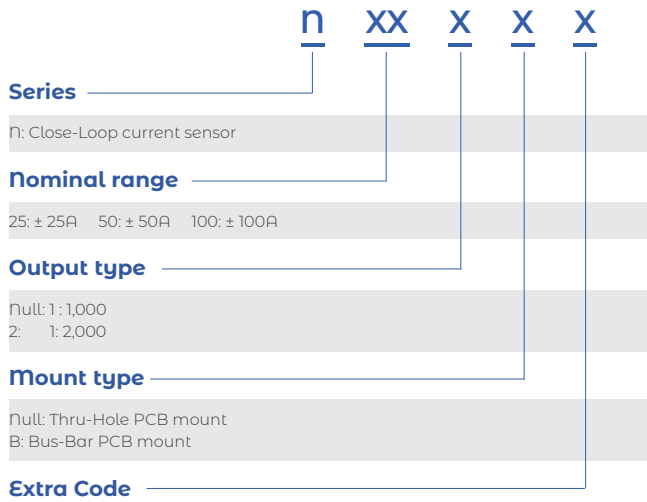 n xx x x x
Series
N: Close-Loop current sensor
Nominal range
25: ± 25A 50: ± 50A 100: ± 100A
Output type
Null: 1 : 1,000
2: 1: 2,000
Mount type
Null: Thru-Hole PCB mount
B: Bus-Bar PCB mount
Extra Code